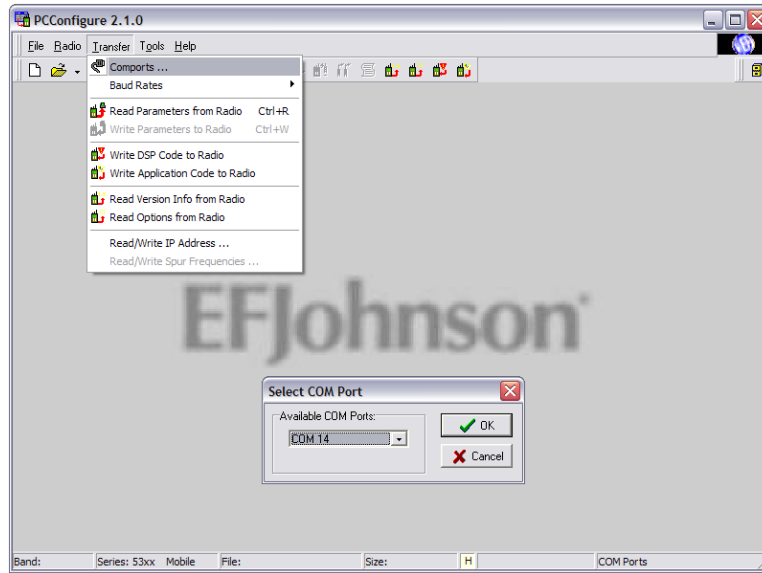 PCConfigure 2.1.0
File Radio Transfer Tools Help
Comports ...
Baud Rates
Read Parameters from Radio Ctrl+R
Write Parameters to Radio Ctrl+W
Write DSP Code to Radio
Write Application Code to Radio
Read Version Info from Radio
Read Options from Radio
Read/Write IP Address ...
Read/Write Spur Frequencies ...
EFJohnson
Select COM Port
Available COM Ports:
COM 14
OK
Cancel
Band: Series: 53xx Mobile File: Size: H COM Ports